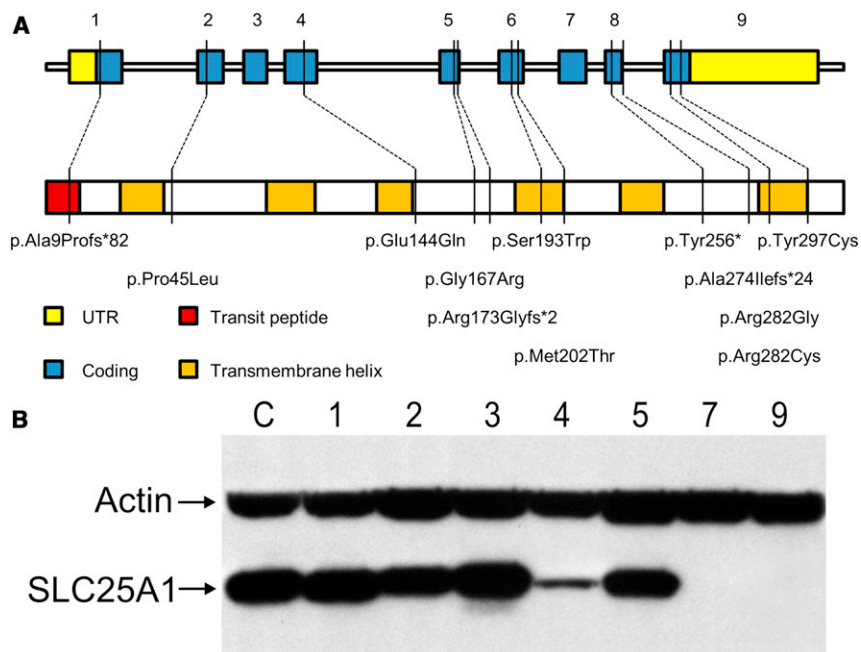 A
1 2 3 4 5 6 7 8 9
p.Ala9Profs*82 p.Glu144Gln p.Ser193Trp p.Tyr256* p.Tyr297Cys
p.Pro45Leu p.Gly167Arg p.Ala274Ilefs*24
UTR Transit peptide p.Arg173Glyfs*2 p.Arg282Gly
p.Met202Thr p.Arg282Cys
Coding Transmembrane helix
B
C 1 2 3 4 5 7 9
Actin
SLC25A1